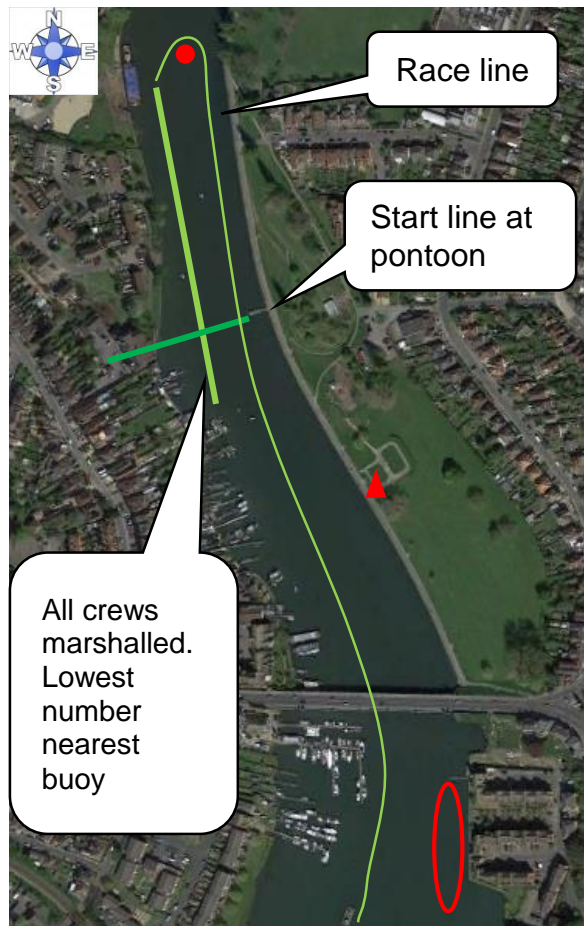 N
W
E
S
Race line
Start line at
pontoon
All crews
marshalled.
Lowest
number
nearest
buoy